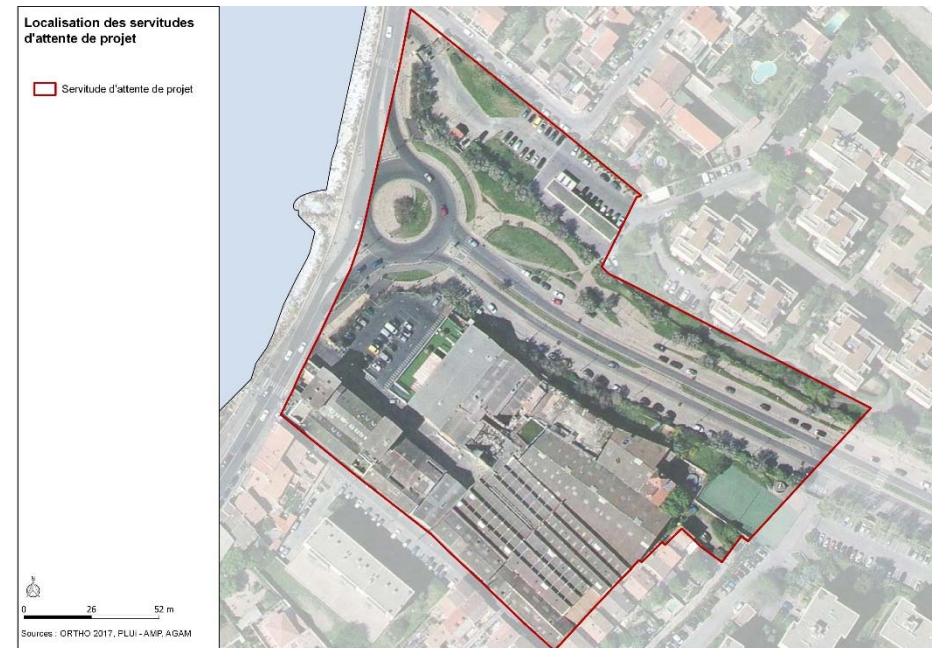 Localisation des servitudes
d'attente de projet
Servitude d'attente de projet
N
0 26 52 m
Sources : ORTHO 2017, PLUi - AMP, AGAM